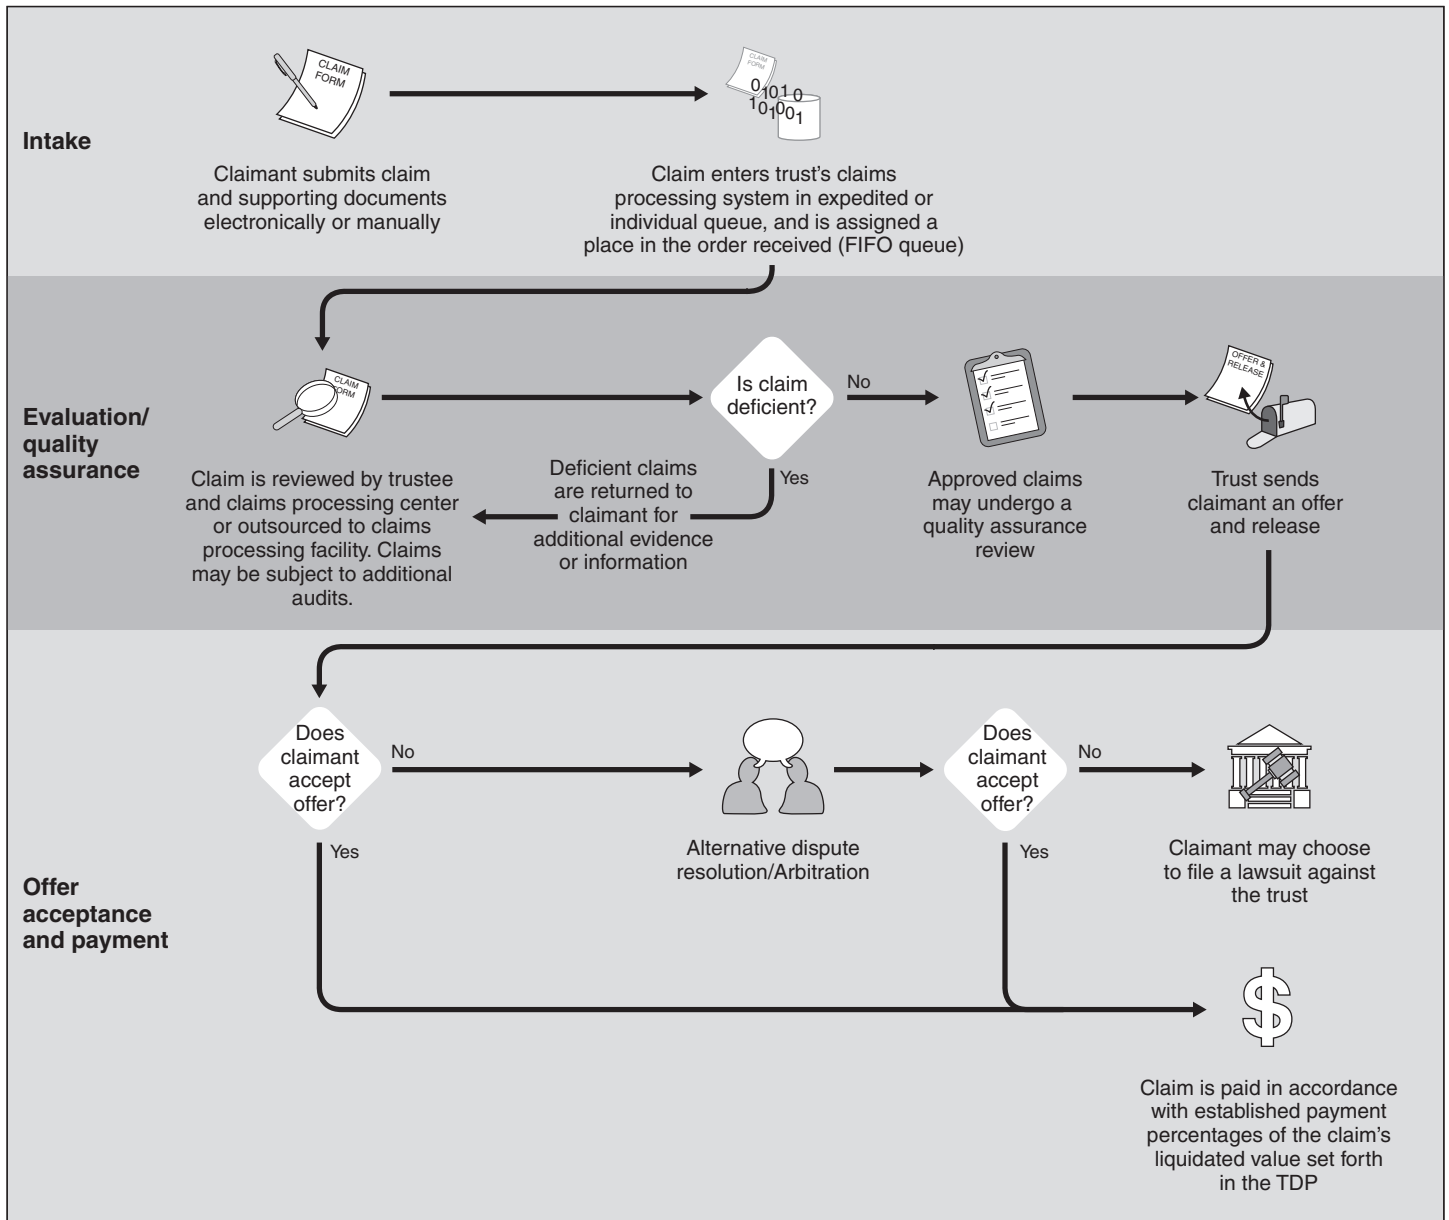 Intake
CLAIM
FORM
Claimant submits claim
and supporting documents
electronically or manually
CLAIM
FORM
01010
101001
Claim enters trust's claims
processing system in expedited or
individual queue, and is assigned a
place in the order received (FIFO queue)
Evaluation/
quality
assurance
CLAIM
FORM
Claim is reviewed by trustee
and claims processing center
or outsourced to claims
processing facility. Claims
may be subject to additional
audits.
Is claim
deficient?
No
Yes
Deficient claims
are returned to
claimant for
additional evidence
or information
Approved claims
may undergo a
quality assurance
review
OFFER &
RELEASE
Trust sends
claimant an offer
and release
Offer
acceptance
and payment
Does
claimant
accept
offer?
No
Yes
Alternative dispute
resolution/Arbitration
Does
claimant
accept
offer?
No
Yes
Claimant may choose
to file a lawsuit against
the trust
$
Claim is paid in accordance
with established payment
percentages of the claim's
liquidated value set forth
in the TDP